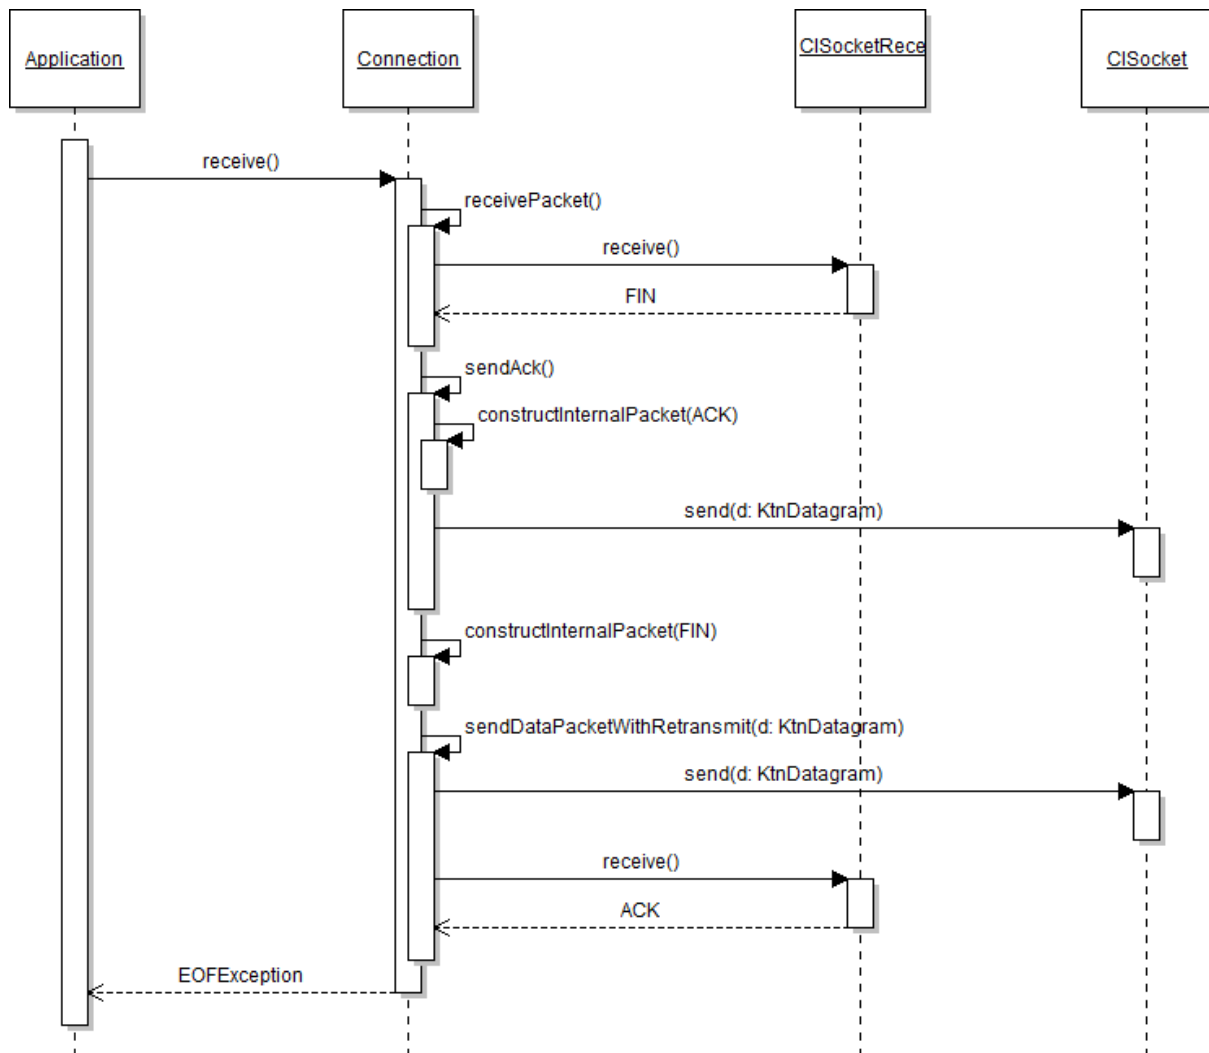 Application
Connection
ClSocketRece
ClSocket
receive()
receivePacket()
receive()
FIN
sendAck()
constructInternalPacket(ACK)
send(d: KtnDatagram)
constructInternalPacket(FIN)
sendDataPacketWithRetransmit(d: KtnDatagram)
send(d: KtnDatagram)
receive()
ACK
EOFException